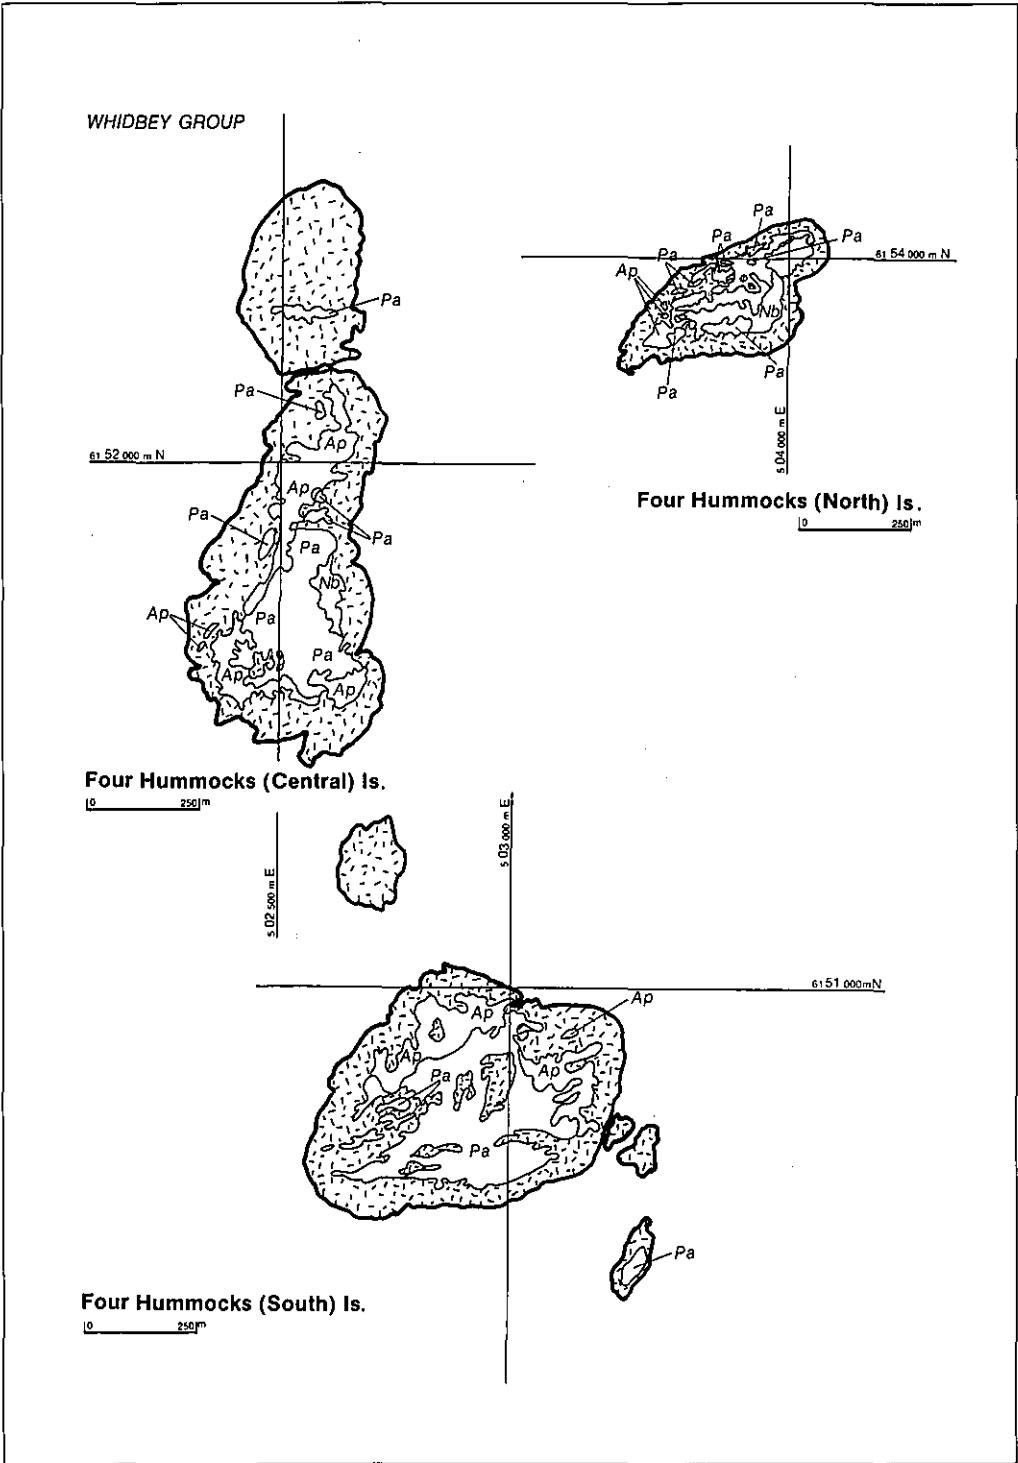 WHIDBEY GROUP
Pa
Pa
Ap
61 52 000 m N
Ap
Pa
Pa
Pa
Nb
Ap
Pa
Pa
Ap
Ap
Ap
Four Hummocks (Central) Is.
0 250 m
5 02 500 m E
Pa
Pa
Pa
Pa
Ap
61 54 000 m N
Nb
Pa
Pa
5 04 000 m E
Four Hummocks (North) Is.
0 250 m
5 03 000 m E
61 51 000 m N
Ap
Ap
Ap
Ap
Pa
Pa
Pa
Four Hummocks (South) Is.
0 250 m